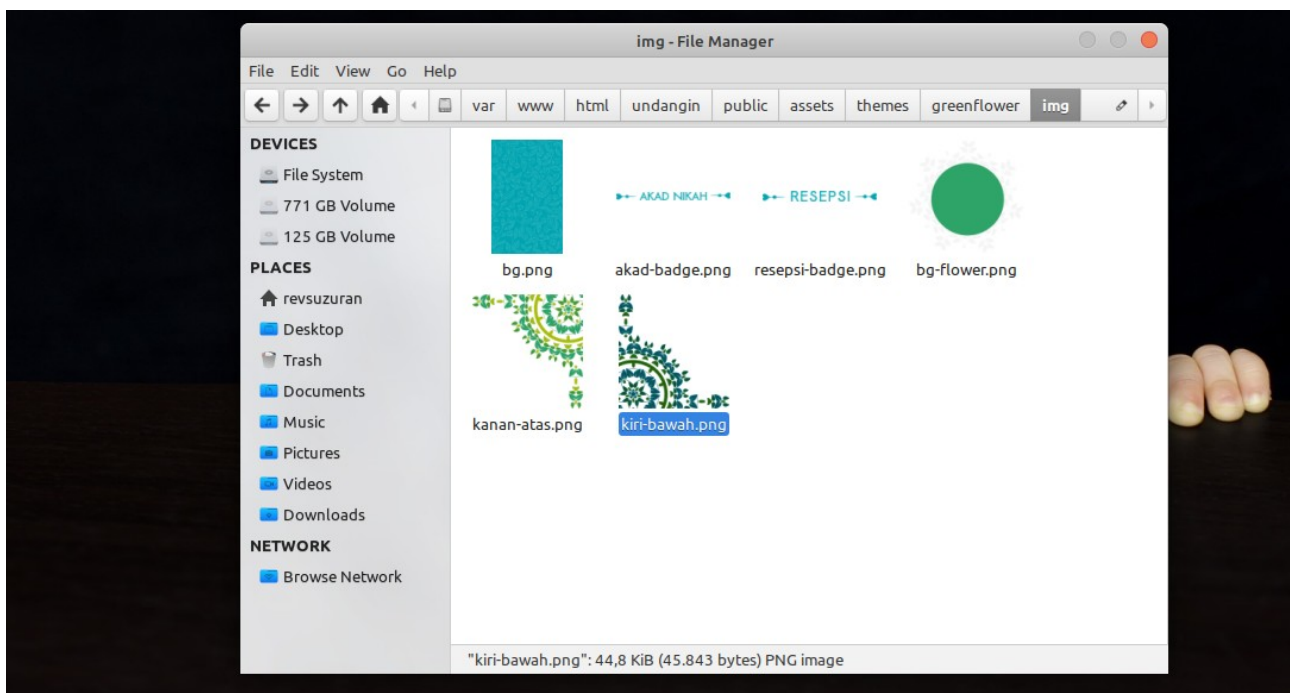 img - File Manager
File Edit View Go Help
var www html undangin public assets themes greenflower img
DEVICES
File System
771 GB Volume
125 GB Volume
PLACES
revsuzuran
Desktop
Trash
Documents
Music
Pictures
Videos
Downloads
NETWORK
Browse Network
AKAD NIKAH
RESEPSI
bg.png akad-badge.png resepsi-badge.png bg-flower.png
kanan-atas.png kiri-bawah.png
"kiri-bawah.png": 44,8 KiB (45.843 bytes) PNG image